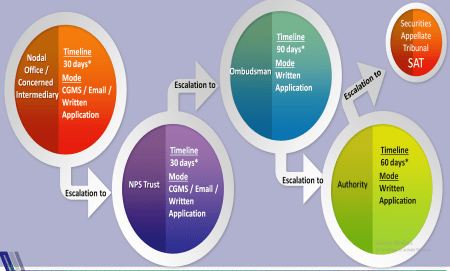 Nodal
Office /
Concerned
Intermediary
Timeline
30 days*
Mode
CGMS / Email /
Written
Application
Escalation to
NPS Trust
Timeline
30 days*
Mode
CGMS / Email /
Written
Application
Escalation to
Ombudsman
Timeline
90 days*
Mode
Written
Application
Escalation to
Authority
Timeline
60 days*
Mode
Written
Application
Escalation to
Securities
Appellate
Tribunal
SAT